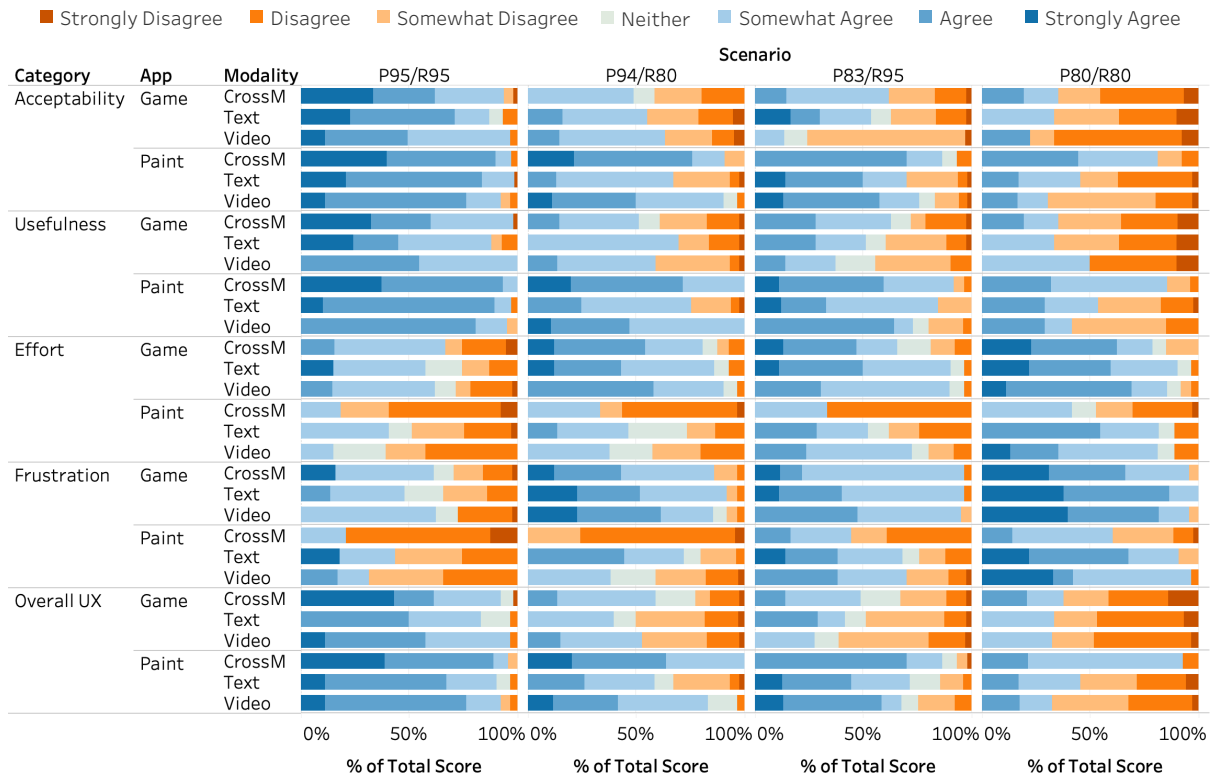 Strongly Disagree Disagree Somewhat Disagree Neither Somewhat Agree Agree Strongly Agree
Scenario
Category App Modality P95/R95 P94/R80 P83/R95 P80/R80
Acceptability Game CrossM
Text
Video
Paint CrossM
Text
Video
Usefulness Game CrossM
Text
Video
Paint CrossM
Text
Video
Effort Game CrossM
Text
Video
Paint CrossM
Text
Video
Frustration Game CrossM
Text
Video
Paint CrossM
Text
Video
Overall UX Game CrossM
Text
Video
Paint CrossM
Text
Video
0% 50% 100% 0% 50% 100% 0% 50% 100% 0% 50% 100%
% of Total Score % of Total Score % of Total Score % of Total Score